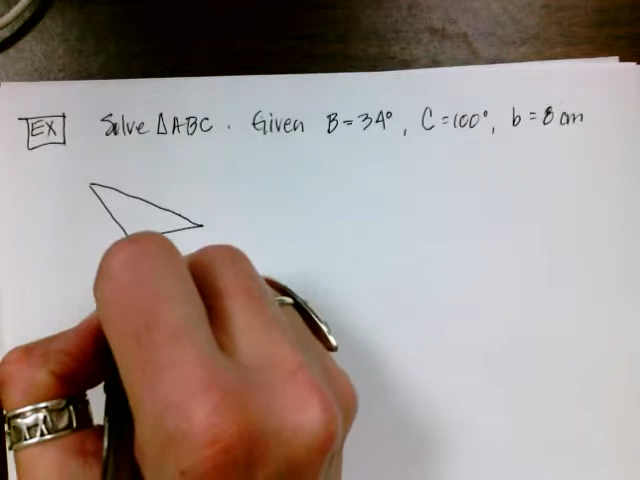 EX Solve △ABC. Given B=34°, C=100°, b=8 cm